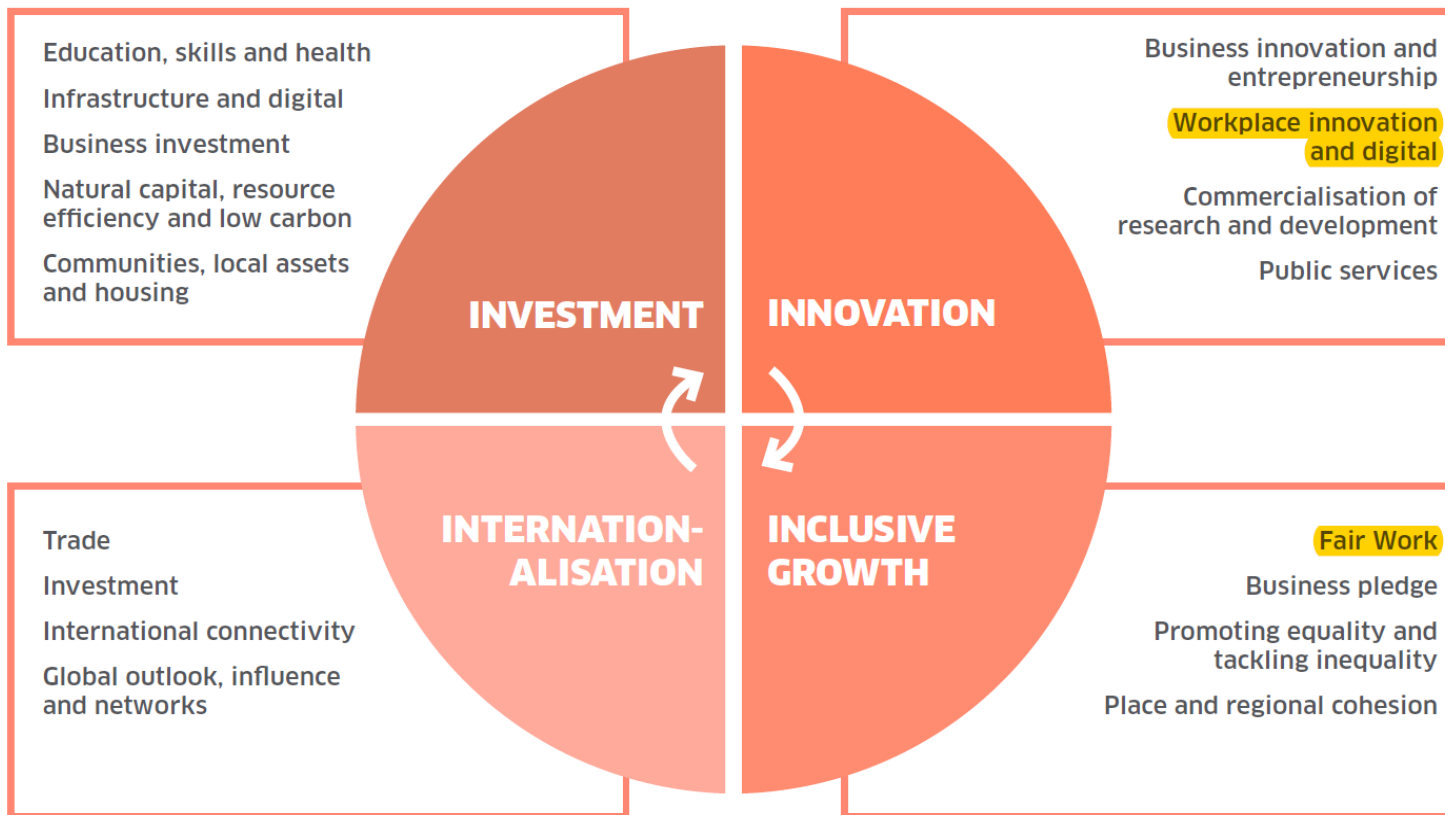 Education, skills and health
Infrastructure and digital
Business investment
Natural capital, resource
efficiency and low carbon
Communities, local assets
and housing
INVESTMENT
Business innovation and
entrepreneurship
Workplace innovation
and digital
Commercialisation of
research and development
Public services
INNOVATION
Trade
Investment
International connectivity
Global outlook, influence
and networks
INTERNATION-
ALISATION
INCLUSIVE
GROWTH
Fair Work
Business pledge
Promoting equality and
tackling inequality
Place and regional cohesion